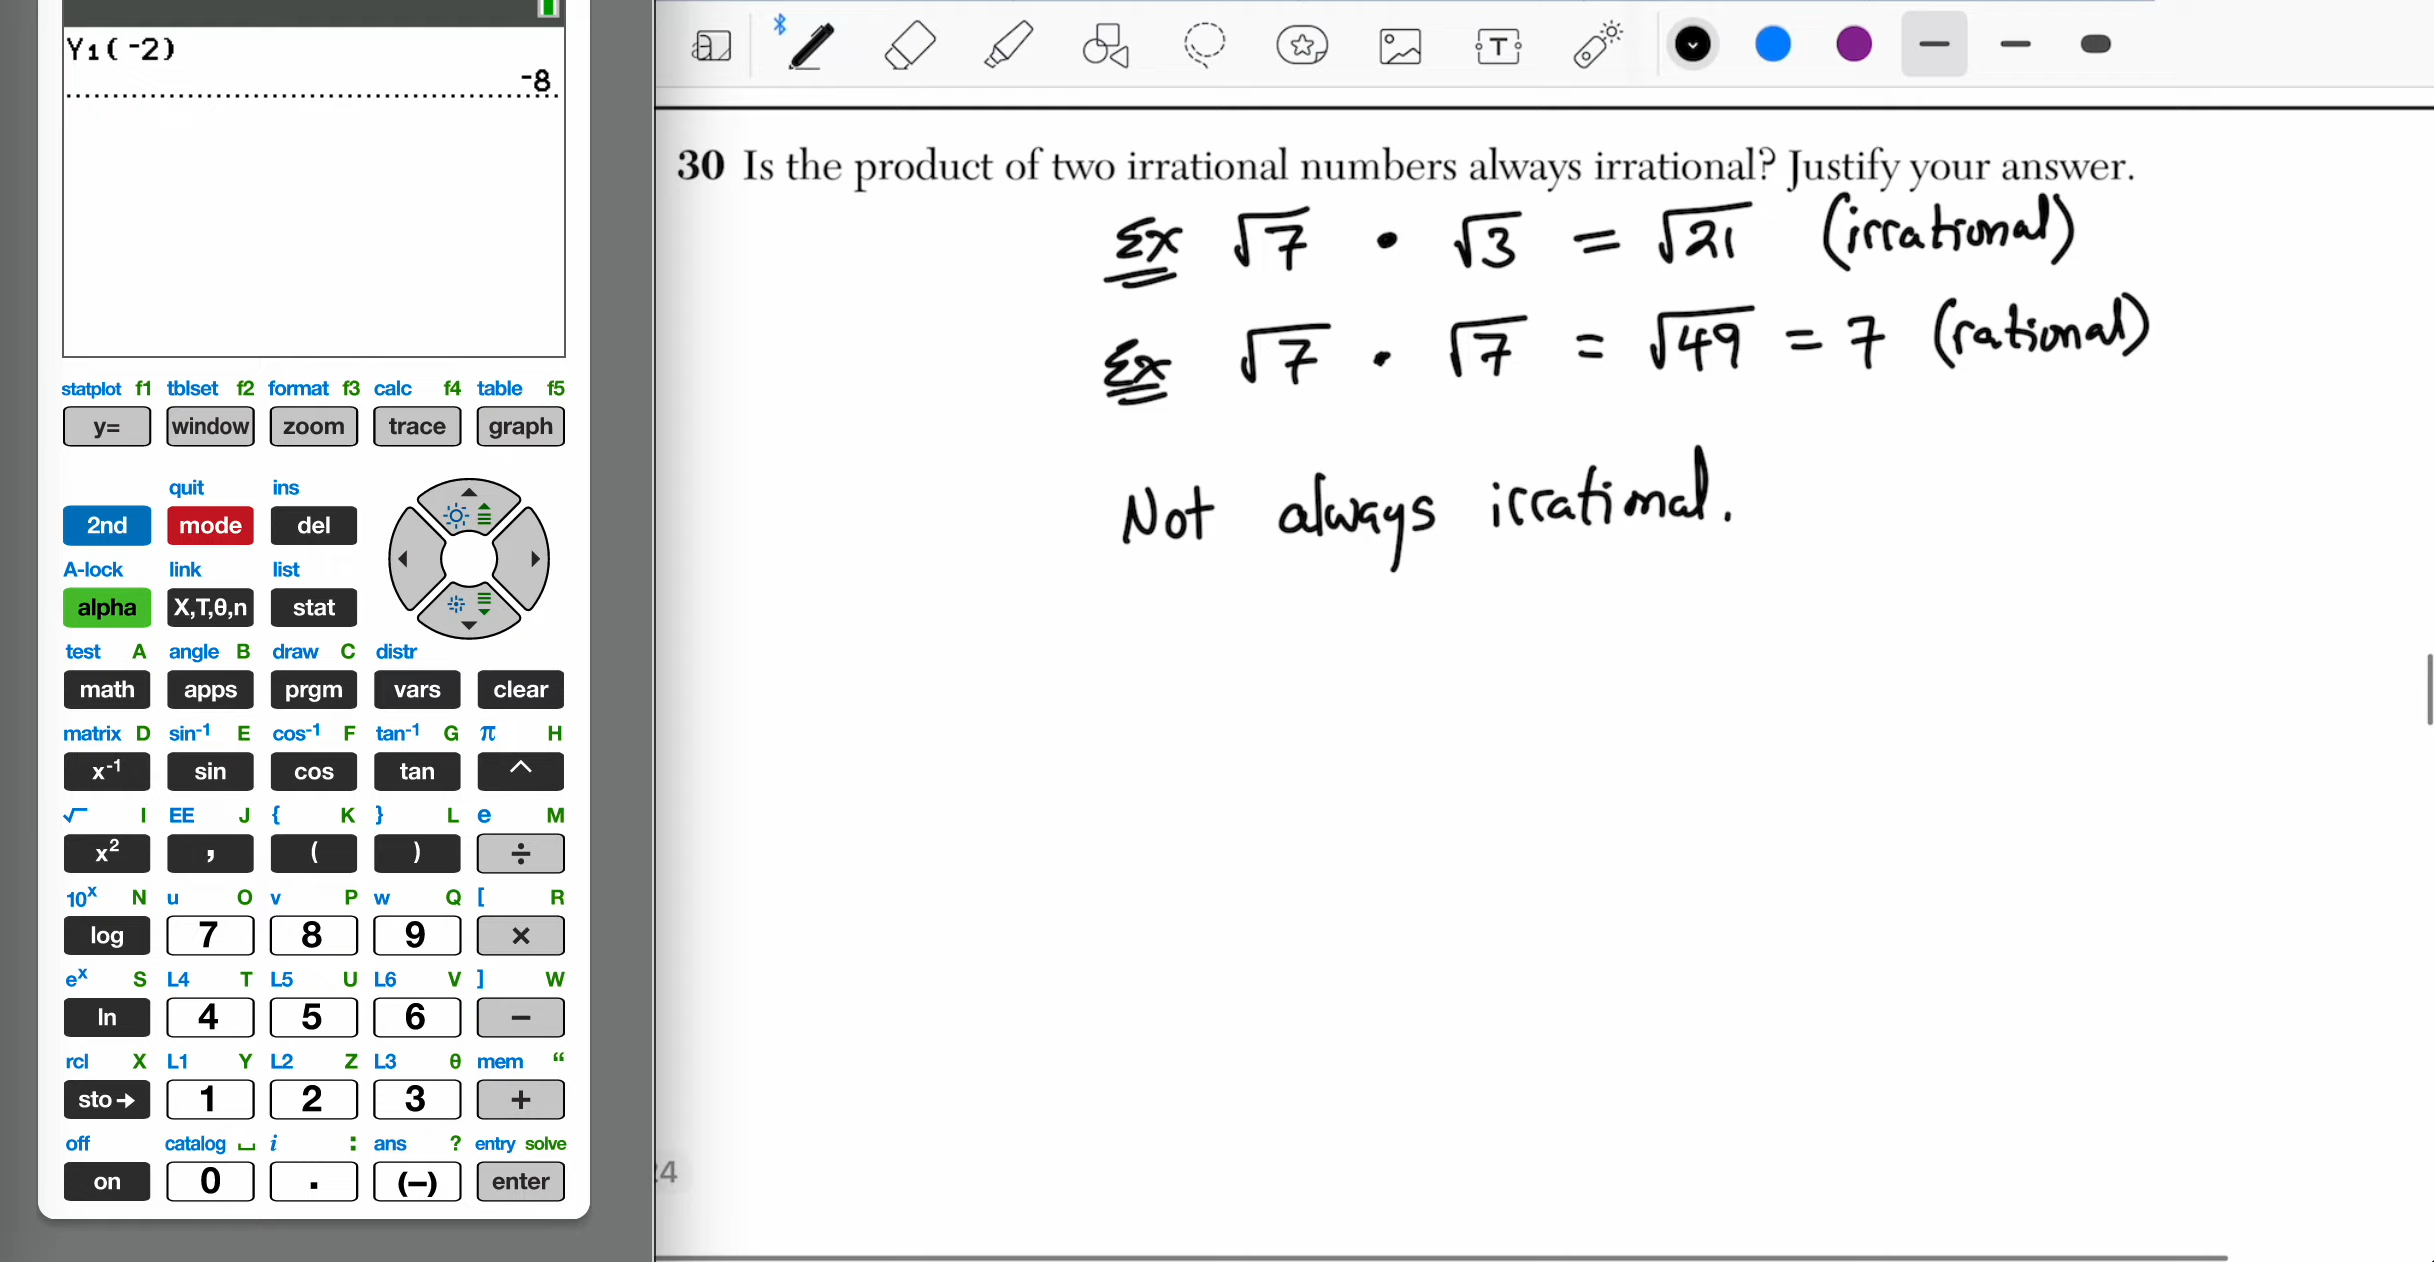 Y₁(-2)
-8
statplot f1 tblset f2 format f3 calc f4 table f5
y= window zoom trace graph
quit ins
2nd mode del
A-lock link list
alpha X,T,θ,n stat
test A angle B draw C distr
math apps prgm vars clear
matrix D sin⁻¹ E cos⁻¹ F tan⁻¹ G π H
x⁻¹ sin cos tan ^
√ I EE J { K } L e M
x² , ( ) ÷
10ˣ N u O v P w Q [ R
log 7 8 9 ×
eˣ S L4 T L5 U L6 V ] W
ln 4 5 6 −
rcl X L1 Y L2 Z L3 θ mem “
sto→ 1 2 3 +
off catalog ⎵ i : ans ? entry solve
on 0 . (−) enter
a
T
30 Is the product of two irrational numbers always irrational? Justify your answer.
Ex √7 · √3 = √21 (irrational)
Ex √7 · √7 = √49 = 7 (rational)
Not always irrational.
4